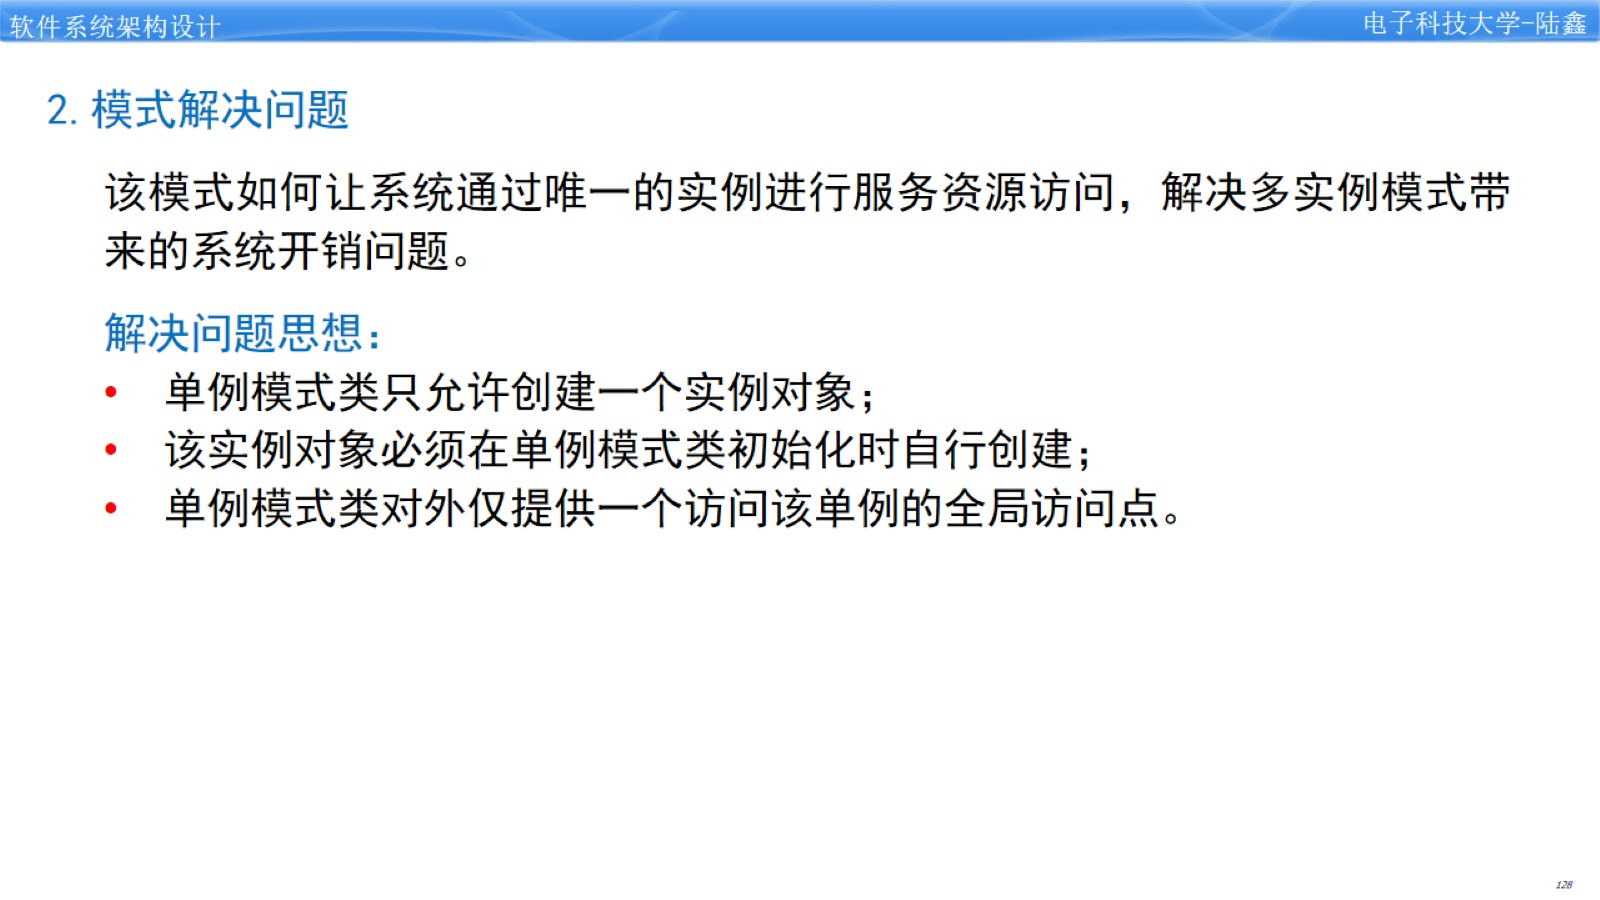 软件系统架构设计
电子科技大学-陆鑫
2.模式解决问题
该模式如何让系统通过唯一的实例进行服务资源访问，解决多实例模式带
来的系统开销问题。
解决问题思想：
• 单例模式类只允许创建一个实例对象；
• 该实例对象必须在单例模式类初始化时自行创建；
• 单例模式类对外仅提供一个访问该单例的全局访问点。
128